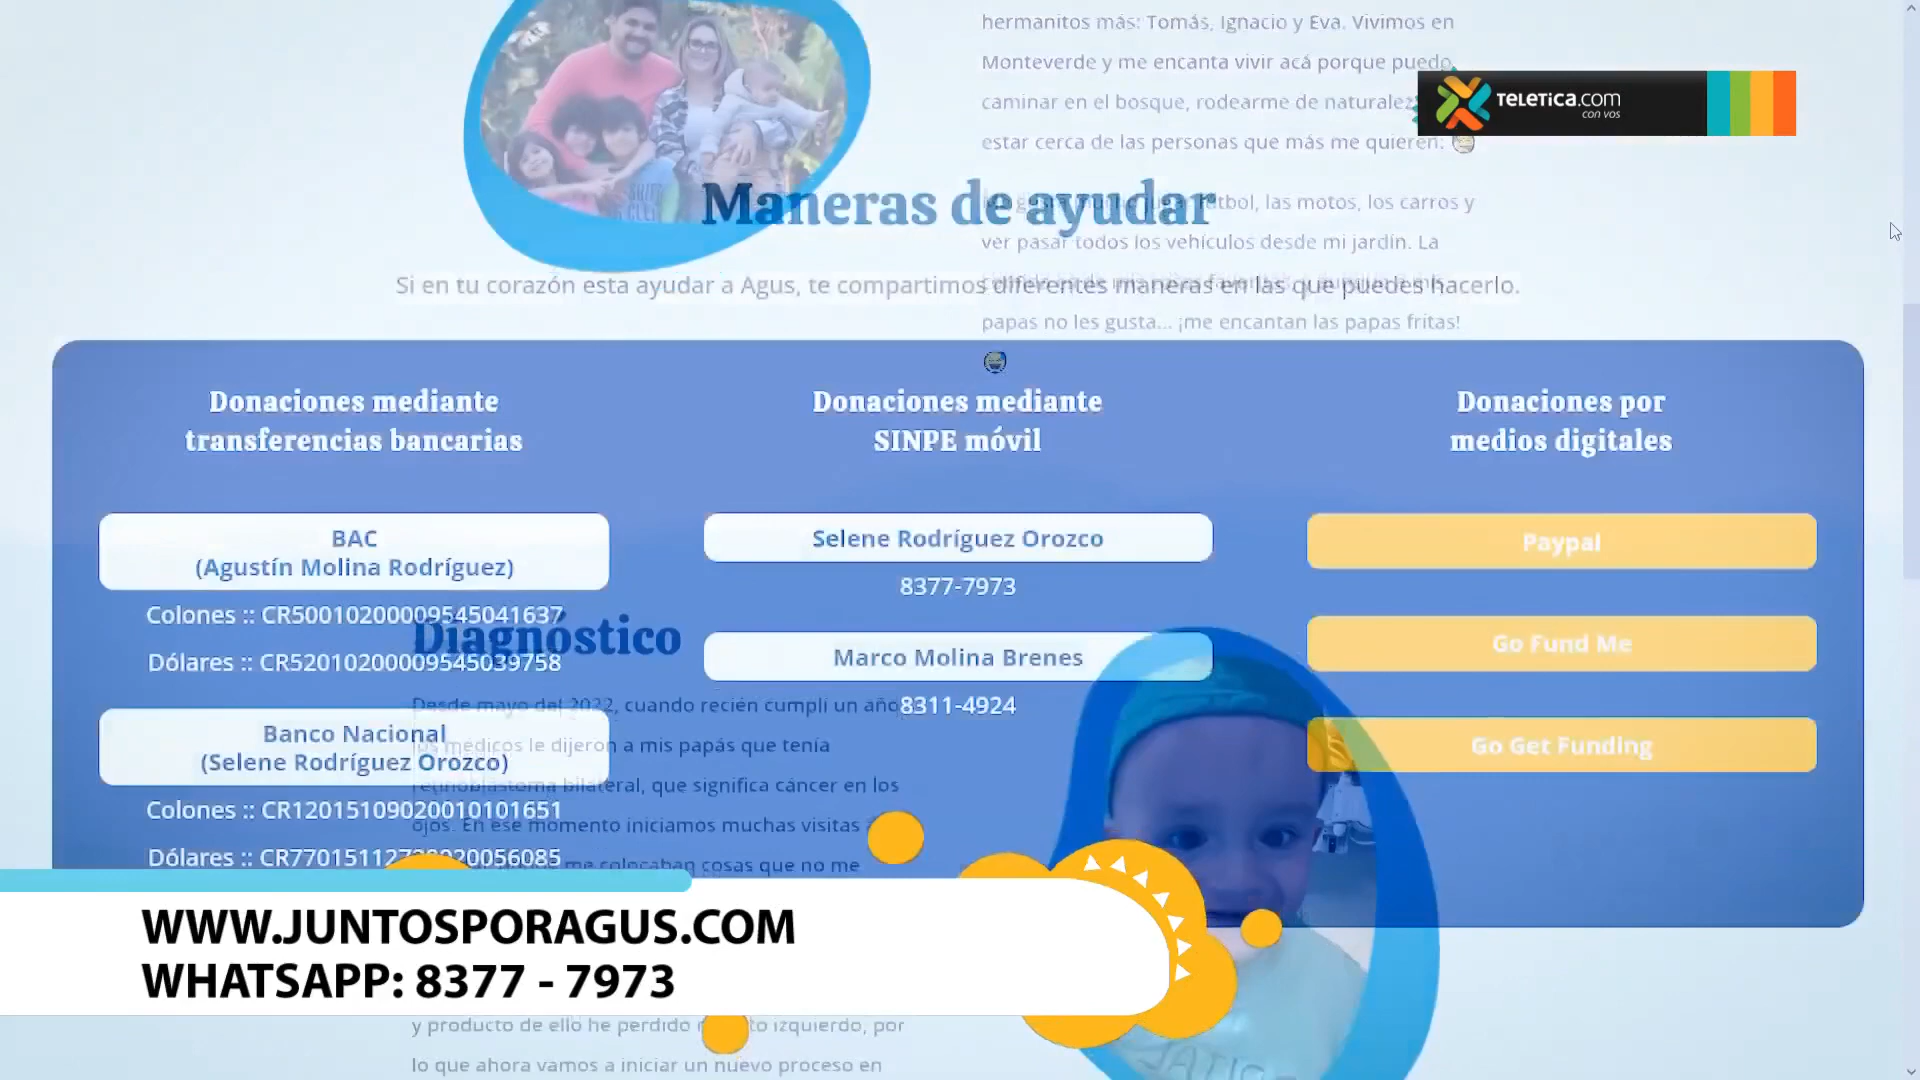 hermanitos más: Tomás, Ignacio y Eva. Vivimos en
Monteverde y me encanta vivir acá porque puedo
caminar en el bosque, rodearme de naturalez
estar cerca de las personas que más me quieren.
TELETICA.COM
con vos
Maneras de ayudar
fútbol, las motos, los carros y
ver pasar todos los vehículos desde mi jardín. La
Si en tu corazón esta ayudar a Agus, te compartimos diferentes maneras en las que puedes hacerlo.
papas no les gusta... ¡me encantan las papas fritas!
Donaciones mediante
transferencias bancarias
BAC
(Agustín Molina Rodríguez)
Colones :: CR50010200009545041637
Dólares :: CR52010200009545039758
Banco Nacional
(Selene Rodríguez Orozco)
Colones :: CR12015109020010101651
Dólares :: 
Donaciones mediante
SINPE móvil
Selene Rodríguez Orozco
8377-7973
Marco Molina Brenes
8311-4924
Donaciones por
medios digitales
Paypal
Go Fund Me
Go Get Funding
Diagnóstico
Desde mayo del 2022, cuando recién cumplí un año
los medicos le dijeron a mis papás que tenía
retinoblastoma bilateral, que significa cáncer en los
ojos. En ese momento iniciamos muchas visitas
me colocaban cosas que no me
WWW.JUNTOSPORAGUS.COM
WHATSAPP: 8377 - 7973
y producto de ello he perdido izquierdo, por
lo que ahora vamos a iniciar un nuevo proceso en